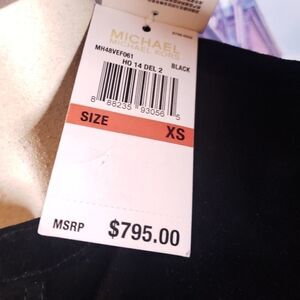 MICHAEL
MICHAEL KORS
MH48VEF061
HO 14 DEL 2 BLACK
8 88235 93056 5
SIZE XS
MSRP $795.00